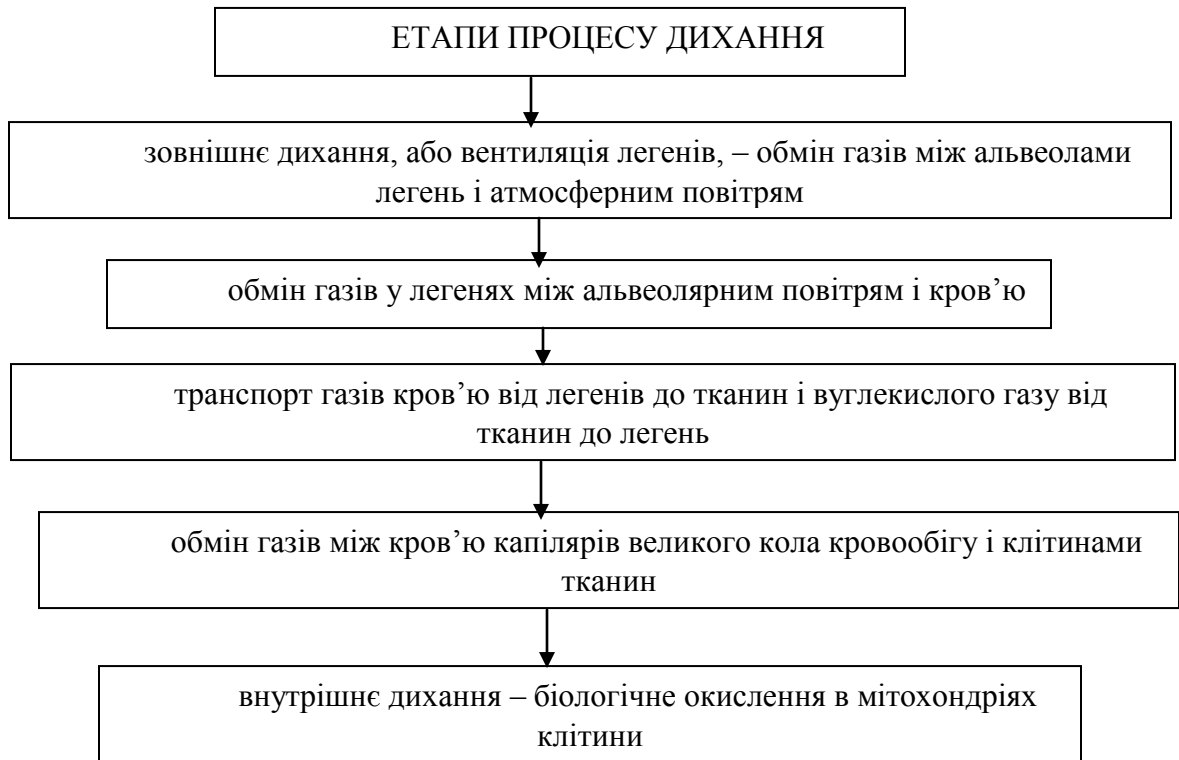 ЕТАПИ ПРОЦЕСУ ДИХАННЯ
зовнішнє дихання, або вентиляція легенів, – обмін газів між альвеолами
легень і атмосферним повітрям
обмін газів у легенях між альвеолярним повітрям і кров’ю
транспорт газів кров’ю від легенів до тканин і вуглекислого газу від
тканин до легень
обмін газів між кров’ю капілярів великого кола кровообігу і клітинами
тканин
внутрішнє дихання – біологічне окислення в мітохондріях
клітини